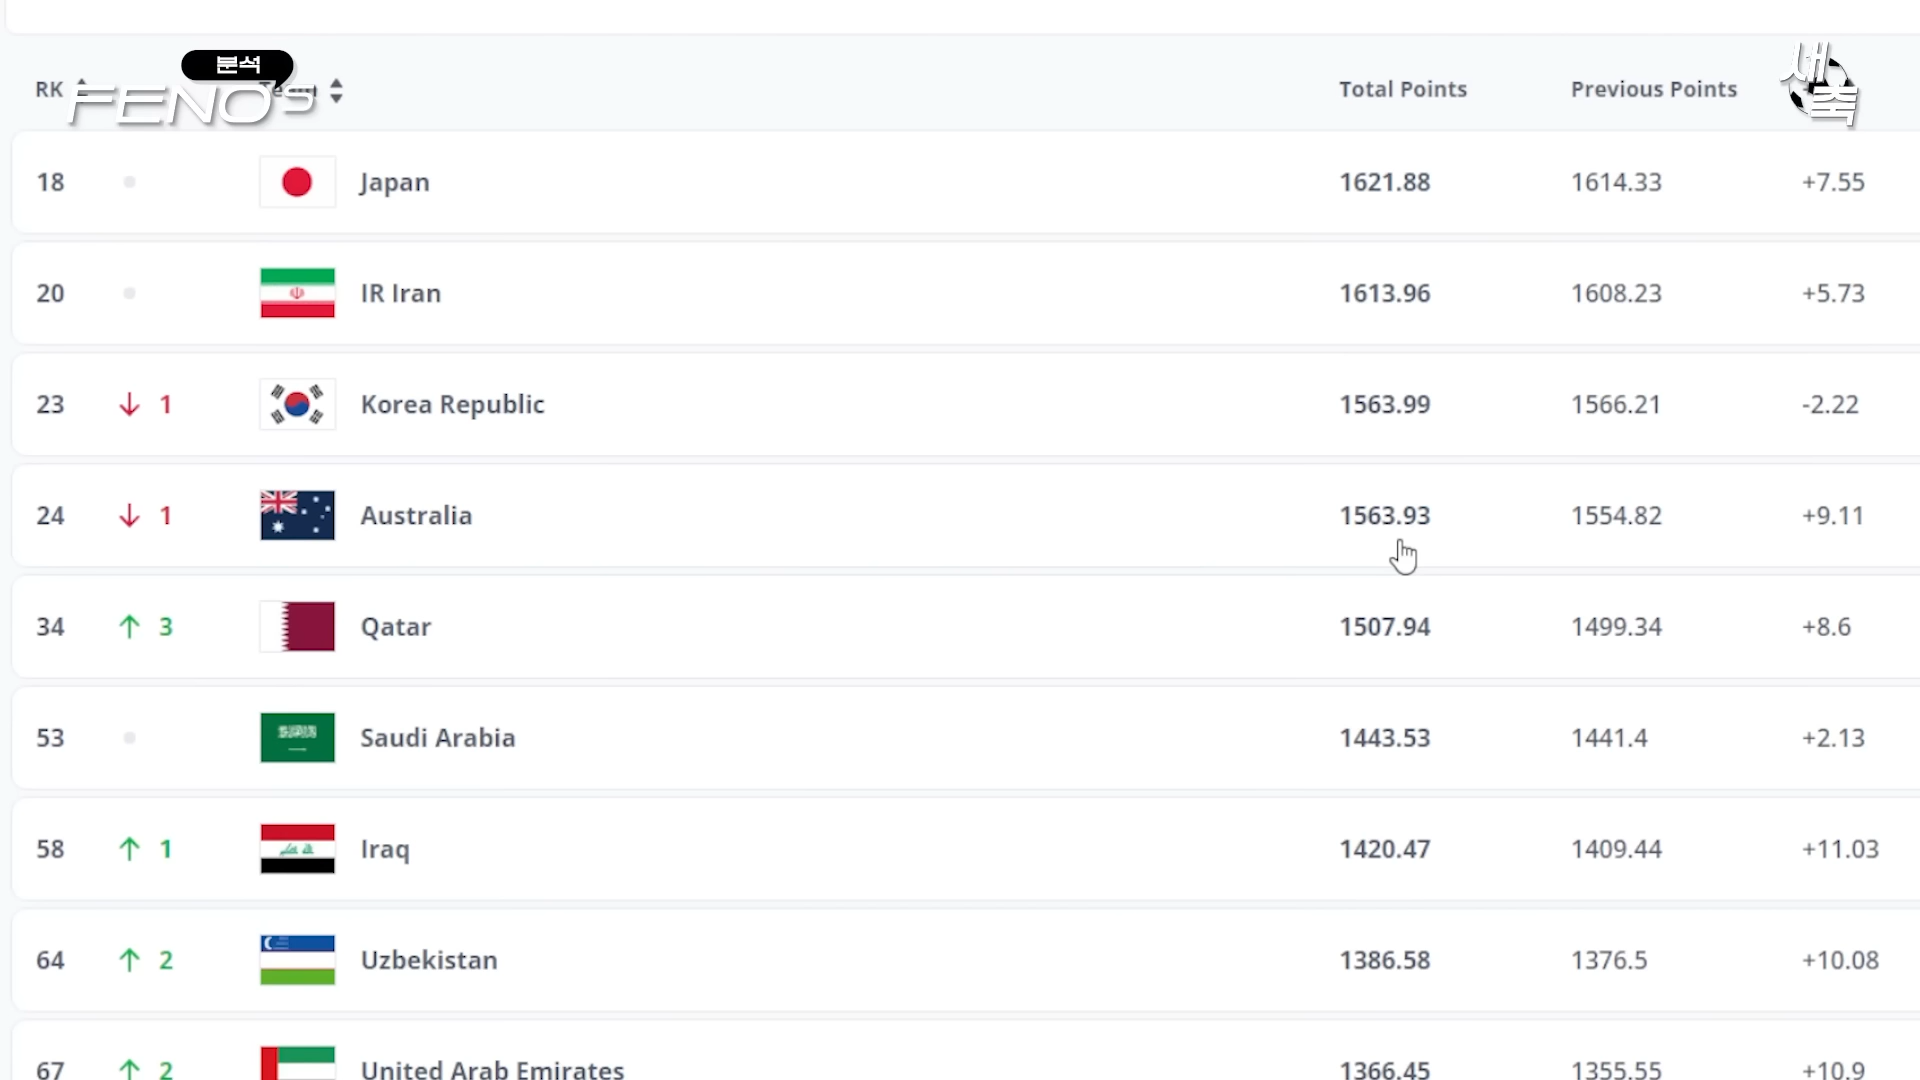 분석
FENO's
RK Team Total Points Previous Points
세축
18 Japan 1621.88 1614.33 +7.55
20 IR Iran 1613.96 1608.23 +5.73
23 1 Korea Republic 1563.99 1566.21 -2.22
24 1 Australia 1563.93 1554.82 +9.11
34 3 Qatar 1507.94 1499.34 +8.6
53 Saudi Arabia 1443.53 1441.4 +2.13
58 1 Iraq 1420.47 1409.44 +11.03
64 2 Uzbekistan 1386.58 1376.5 +10.08
67 2 United Arab Emirates 1366.45 1355.55 +10.9